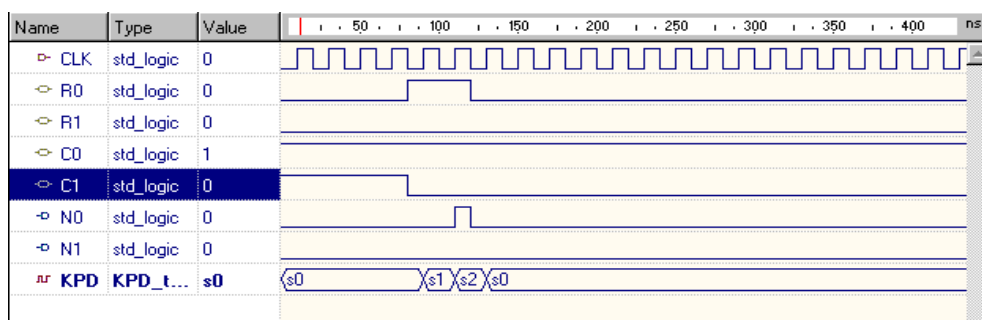 Name Type Value 50 100 150 200 250 300 350 400 ns
CLK std_logic 0
R0 std_logic 0
R1 std_logic 0
C0 std_logic 1
C1 std_logic 0
N0 std_logic 0
N1 std_logic 0
KPD KPD_t... s0 s0 s1 s2 s0